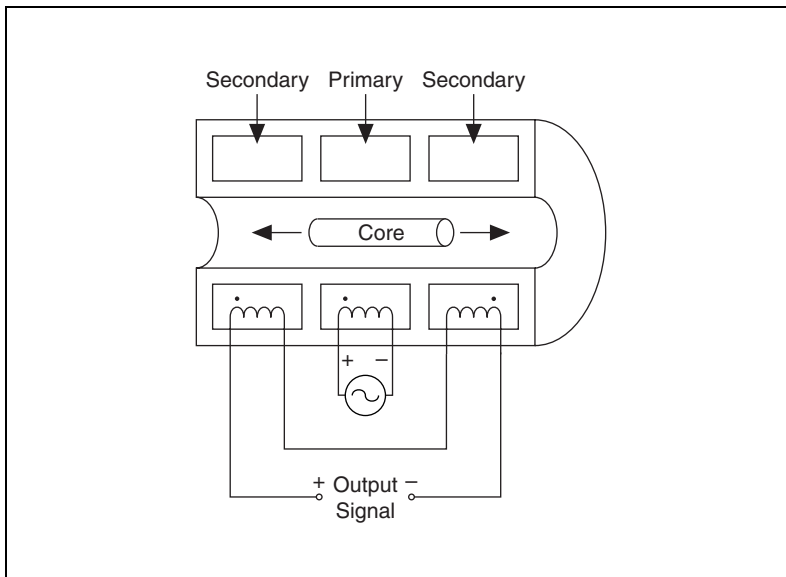 Secondary Primary Secondary
Core
+ −
+ Output −
Signal